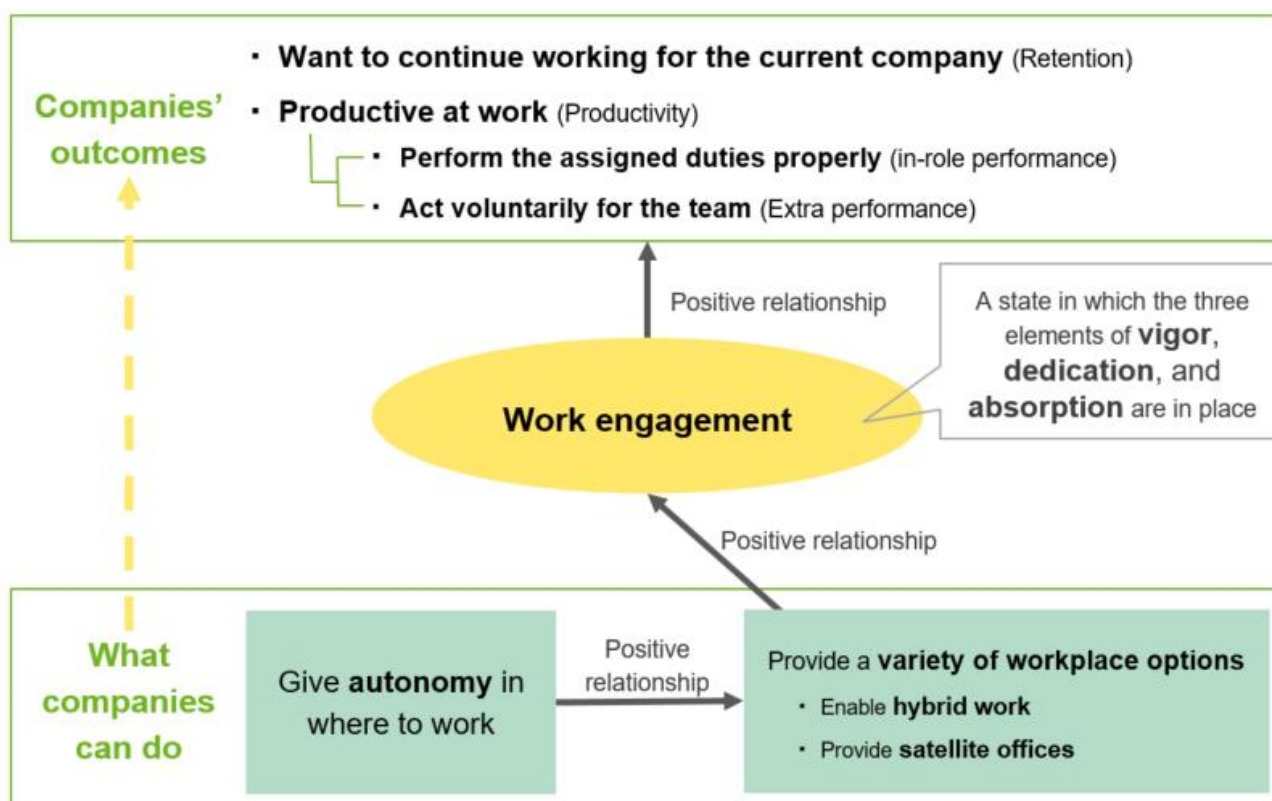 Companies’
outcomes
· Want to continue working for the current company (Retention)
· Productive at work (Productivity)
· Perform the assigned duties properly (in-role performance)
· Act voluntarily for the team (Extra performance)
Positive relationship
A state in which the three
elements of vigor,
dedication, and
absorption are in place
Work engagement
Positive relationship
What
companies
can do
Give autonomy in
where to work
Positive
relationship
Provide a variety of workplace options
· Enable hybrid work
· Provide satellite offices